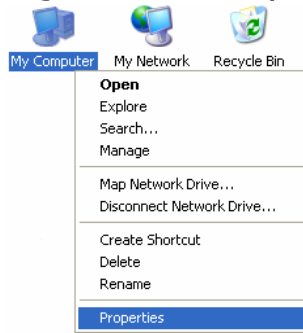 My Computer My Network Recycle Bin
Open
Explore
Search...
Manage
Map Network Drive...
Disconnect Network Drive...
Create Shortcut
Delete
Rename
Properties